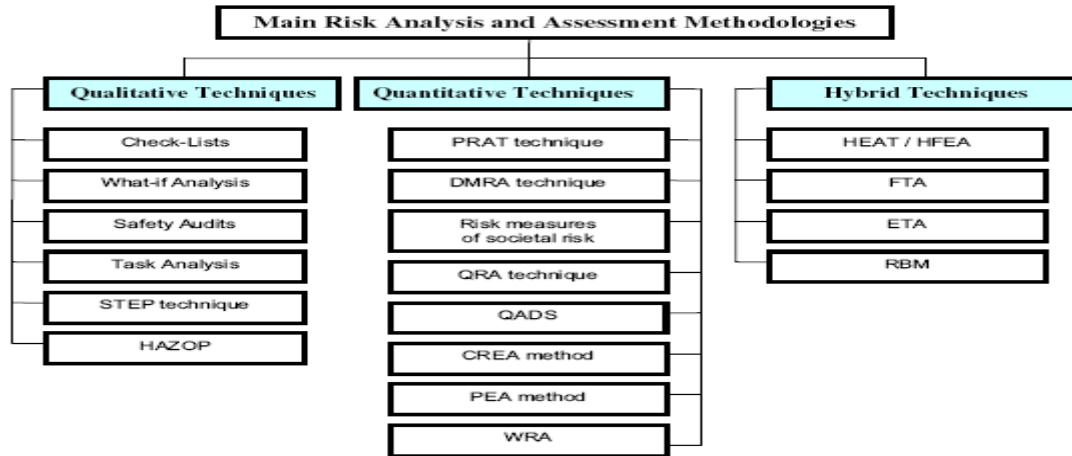 Main Risk Analysis and Assessment Methodologies
Qualitative Techniques
Check-Lists
What-if Analysis
Safety Audits
Task Analysis
STEP technique
HAZOP
Quantitative Techniques
PRAT technique
DMRA technique
Risk measures
of societal risk
QRA technique
QADS
CREA method
PEA method
WRA
Hybrid Techniques
HEAT / HFEA
FTA
ETA
RBM